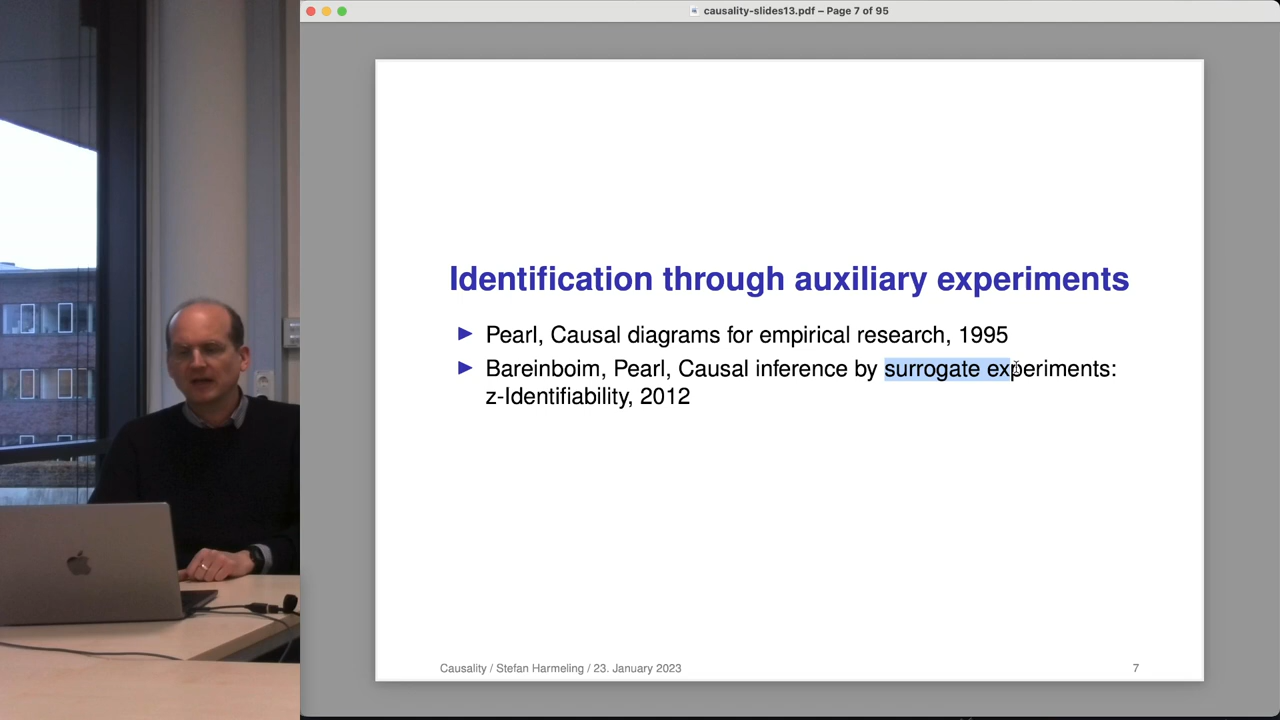 causality-slides13.pdf – Page 7 of 95
Identification through auxiliary experiments
Pearl, Causal diagrams for empirical research, 1995
Bareinboim, Pearl, Causal inference by surrogate experiments:
z-Identifiability, 2012
Causality / Stefan Harmeling / 23. January 2023
7